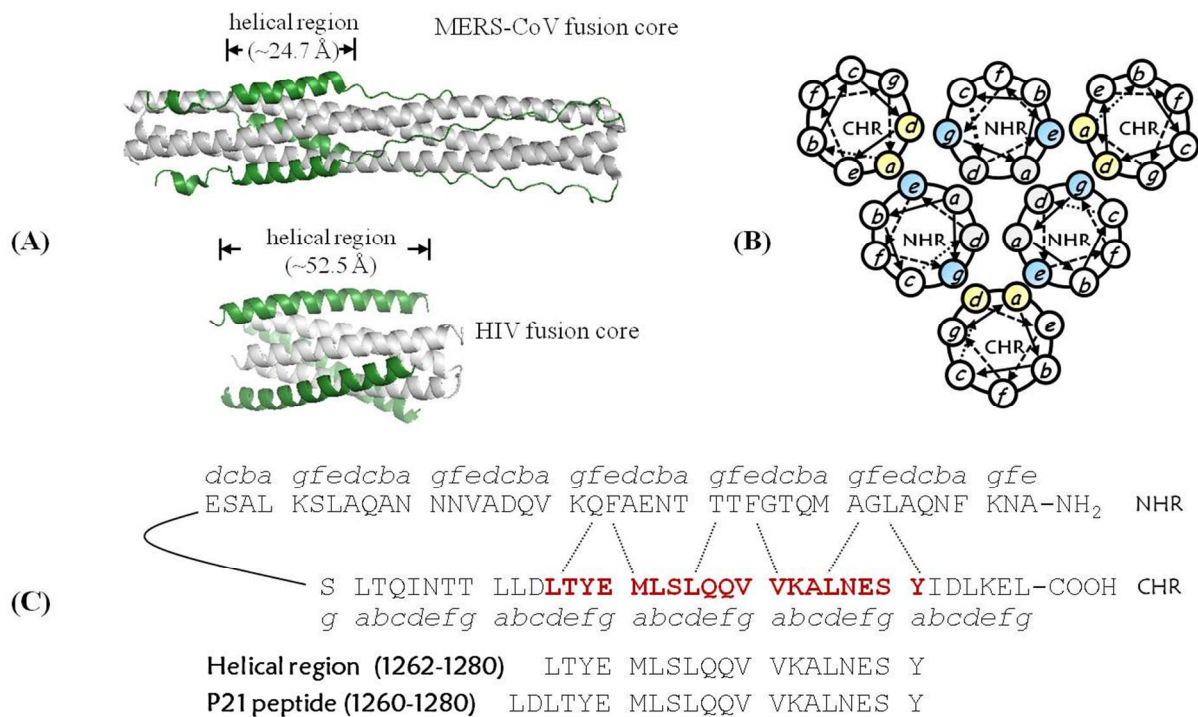 helical region
(~24.7 Å)
MERS-CoV fusion core
(A)
helical region
(~52.5 Å)
HIV fusion core
(B)
c g f d b a e CHR
f c b g e d a NHR
b e f a c d g CHR
e a b d f c g NHR
d g a c f e b NHR
d a g e c b f CHR
dcba gfedcba gfedcba gfedcba gfedcba gfedcba gfe
ESAL KSLAQAN NNVADQV KQFAENT TTFGTQM AGLAQNF KNA-NH2 NHR
(C)
S LTQINTT LLDLTYE MLSLQQV VKALNES YIDLKEL-COOH CHR
g abcdefg abcdefg abcdefg abcdefg abcdefg
Helical region (1262-1280) LTYE MLSLQQV VKALNES Y
P21 peptide (1260-1280) LDLTYE MLSLQQV VKALNES Y